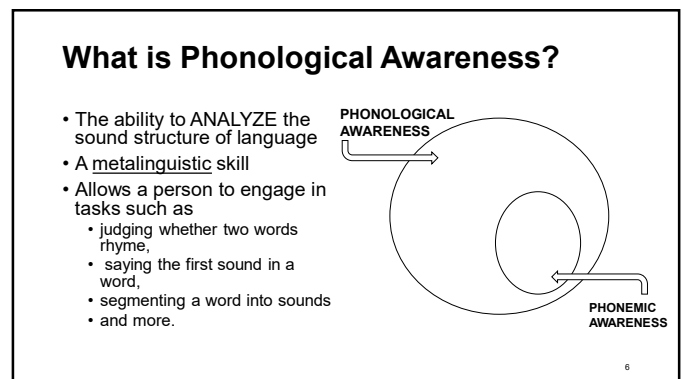 What is Phonological Awareness?
• The ability to ANALYZE the
sound structure of language
• A metalinguistic skill
• Allows a person to engage in
tasks such as
• judging whether two words
rhyme,
• saying the first sound in a
word,
• segmenting a word into sounds
• and more.
PHONOLOGICAL
AWARENESS
PHONEMIC
AWARENESS
6